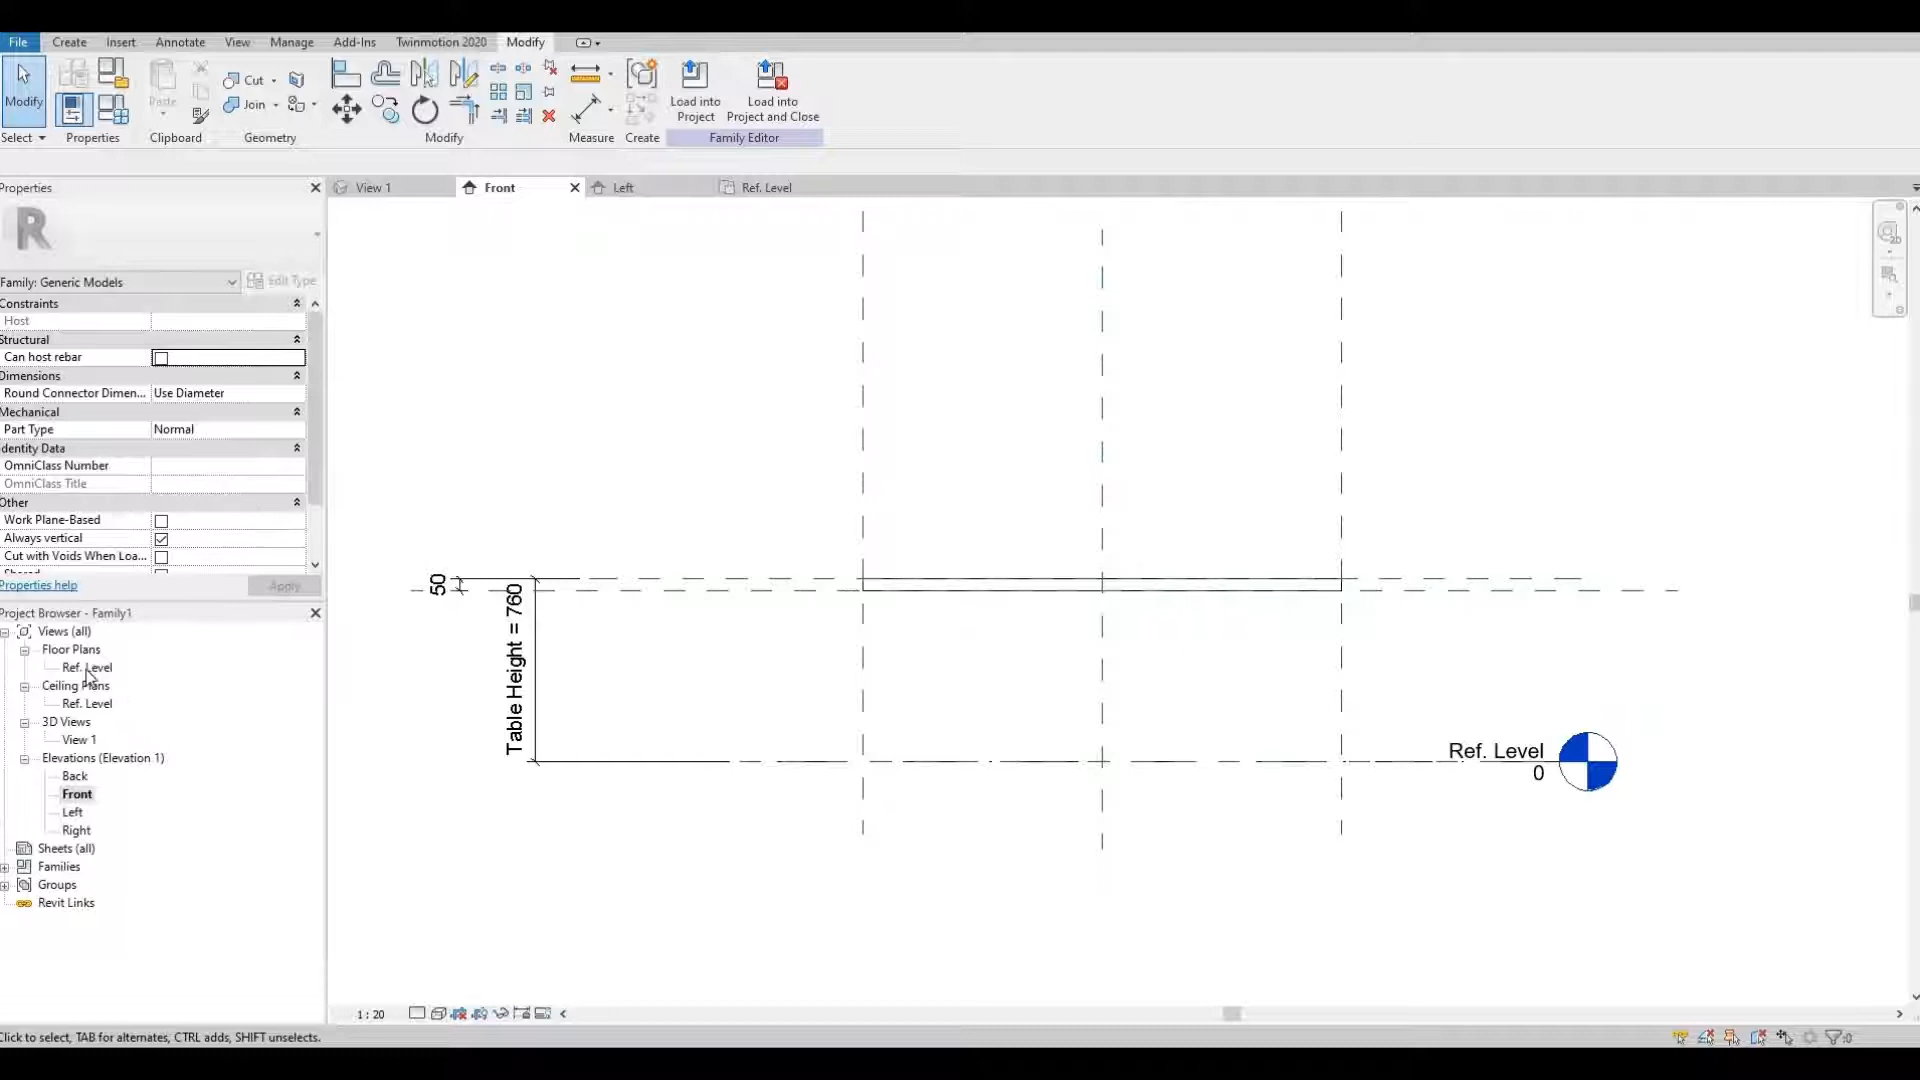 File Create Insert Annotate View Manage Add-Ins Twinmotion 2020 Modify
Modify
Paste
Cut
Join
Load into
Project
Load into
Project and Close
Select Properties Clipboard Geometry Modify Measure Create Family Editor
Properties
View 1
Front
Left
Ref. Level
R
Family: Generic Models
Edit Type
Constraints
Host
Structural
Can host rebar
Dimensions
Round Connector Dimen... Use Diameter
Mechanical
Part Type Normal
dentity Data
OmniClass Number
OmniClass Title
Other
Work Plane-Based
Always vertical
Cut with Voids When Loa...
Properties help
Apply
Project Browser - Family1
Views (all)
Floor Plans
Ref. Level
Ceiling Plans
Ref. Level
3D Views
View 1
Elevations (Elevation 1)
Back
Front
Left
Right
Sheets (all)
Families
Groups
Revit Links
50
Table Height = 760
Ref. Level
0
2D
1 : 20
Click to select, TAB for alternates, CTRL adds, SHIFT unselects.
:0